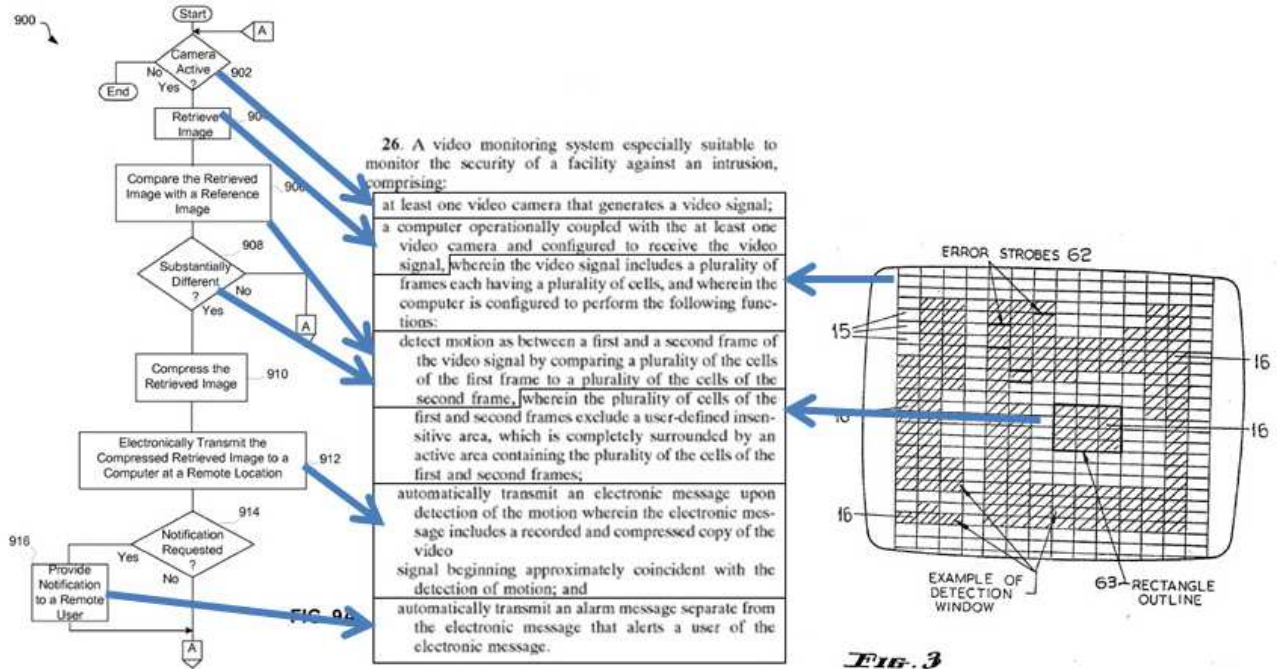 900
Start
A
Camera
Active
?
902
No
Yes
End
Retrieve
Image
Compare the Retrieved
Image with a Reference
Image
908
Substantially
Different
?
No
Yes
A
Compress the
Retrieved Image
910
Electronically Transmit the
Compressed Retrieved Image to a
Computer at a Remote Location
912
914
Notification
Requested
?
916
Yes
No
Provide
Notification
to a Remote
User
A
26. A video monitoring system especially suitable to
monitor the security of a facility against an intrusion,
comprising:
at least one video camera that generates a video signal;
a computer operationally coupled with the at least one
video camera and configured to receive the video
signal, wherein the video signal includes a plurality of
frames each having a plurality of cells, and wherein the
computer is configured to perform the following func-
tions:
detect motion as between a first and a second frame of
the video signal by comparing a plurality of the cells
of the first frame to a plurality of the cells of the
second frame, wherein the plurality of cells of the
first and second frames exclude a user-defined insen-
sitive area, which is completely surrounded by an
active area containing the plurality of the cells of the
first and second frames;
automatically transmit an electronic message upon
detection of the motion wherein the electronic mes-
sage includes a recorded and compressed copy of the
video
signal beginning approximately coincident with the
detection of motion; and
automatically transmit an alarm message separate from
the electronic message that alerts a user of the
electronic message.
ERROR STROBES 62
15
16
16
16
EXAMPLE OF
DETECTION
WINDOW
63 RECTANGLE
OUTLINE
FIG. 3